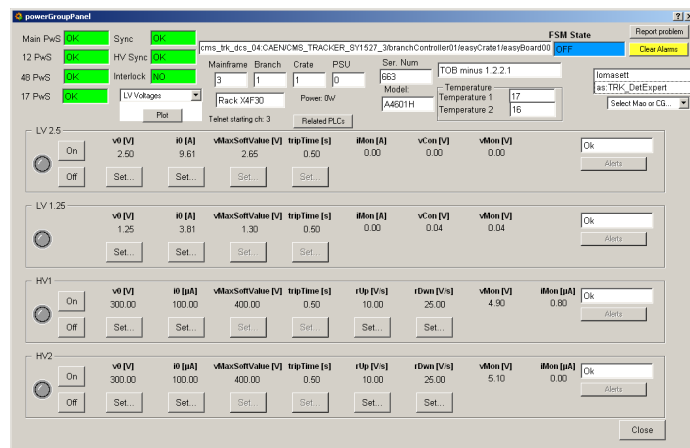 powerGroupPanel
Main PwS OK Sync OK
12 PwS OK HV Sync OK
48 PwS OK Interlock NO
17 PwS OK LV Voltages
Plot
cms_trk_dcs_04:CAEN/CMS_TRACKER_SY1527_3/branchController01/easyCrate1/easyBoard00
FSM State
OFF
Report problem
Clear Alarms
Mainframe Branch Crate PSU
3 1 1 0
Rack X4F30 Power: 0W
Telnet starting ch: 3 Related PLCs
Ser. Num
663
Model:
A4601H
TOB minus 1.2.2.1
Temperature
Temperature 1 17
Temperature 2 16
lomasett
as:TRK_DetExpert
Select Mao or CG...
LV 2.5
On
Off
v0 [V] i0 [A] vMaxSoftValue [V] tripTime [s] iMon [A] vCon [V] vMon [V]
2.50 9.61 2.65 0.50 0.00 0.00 0.00
Set... Set... Set... Set...
Ok
Alerts
LV 1.25
v0 [V] i0 [A] vMaxSoftValue [V] tripTime [s] iMon [A] vCon [V] vMon [V]
1.25 3.81 1.30 0.50 0.00 0.04 0.04
Set... Set... Set... Set...
Ok
Alerts
HV1
On
Off
v0 [V] i0 [µA] vMaxSoftValue [V] tripTime [s] rUp [V/s] rDwn [V/s] vMon [V] iMon [µA]
300.00 100.00 400.00 0.50 10.00 25.00 4.90 0.80
Set... Set... Set... Set... Set... Set...
Ok
Alerts
HV2
On
Off
v0 [V] i0 [µA] vMaxSoftValue [V] tripTime [s] rUp [V/s] rDwn [V/s] vMon [V] iMon [µA]
300.00 100.00 400.00 0.50 10.00 25.00 5.10 0.00
Set... Set... Set... Set... Set... Set...
Ok
Alerts
Close